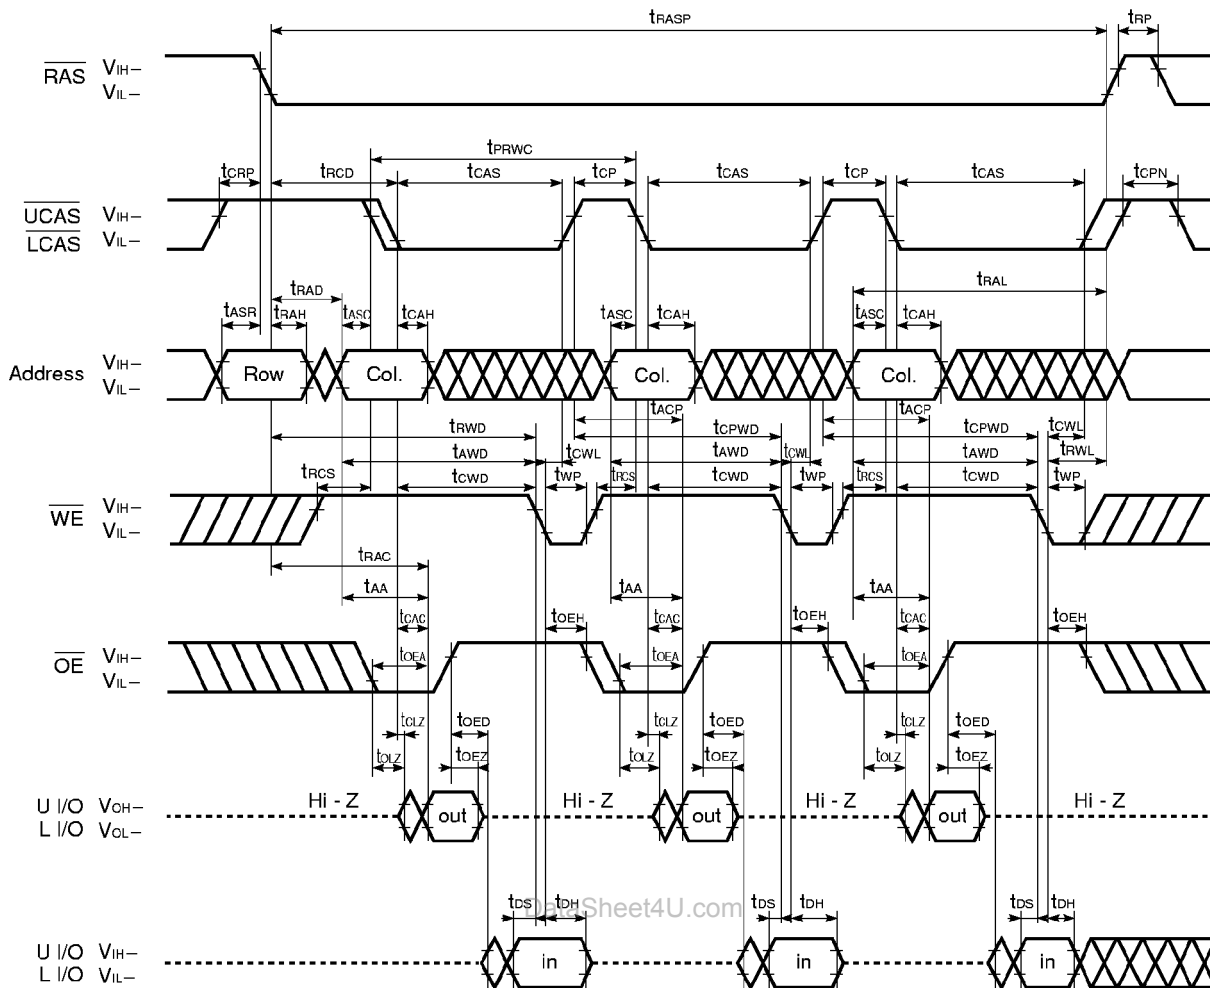 tRASP tRP
RAS VIH–
VIL–
tPRWC
tCRP tRCD tCAS tCP tCAS tCP tCAS tCPN
UCAS VIH–
LCAS VIL–
tRAD tRAL
tASR tRAH tASC tCAH tASC tCAH tASC tCAH
Address VIH–
VIL–
Row Col. Col. Col.
tACP tACP
tRWD tCPWD tCPWD tCWL
tAWD tCWL tAWD tCWL tAWD tRWL
tRCS tCWD tWP tRCS tCWD tWP tRCS tCWD tWP
WE VIH–
VIL–
tRAC
tAA tAA tAA
tCAC tOEH tCAC tOEH tCAC tOEH
OE VIH–
VIL–
tOEA tOEA tOEA
tCLZ tOED tCLZ tOED tCLZ tOED
tOLZ tOEZ tOLZ tOEZ tOLZ tOEZ
U I/O VOH–
L I/O VOL–
Hi - Z out Hi - Z out Hi - Z out Hi - Z
tDS tDH tDS tDH tDS tDH
DataSheet4U.com
U I/O VIH–
L I/O VIL–
in in in